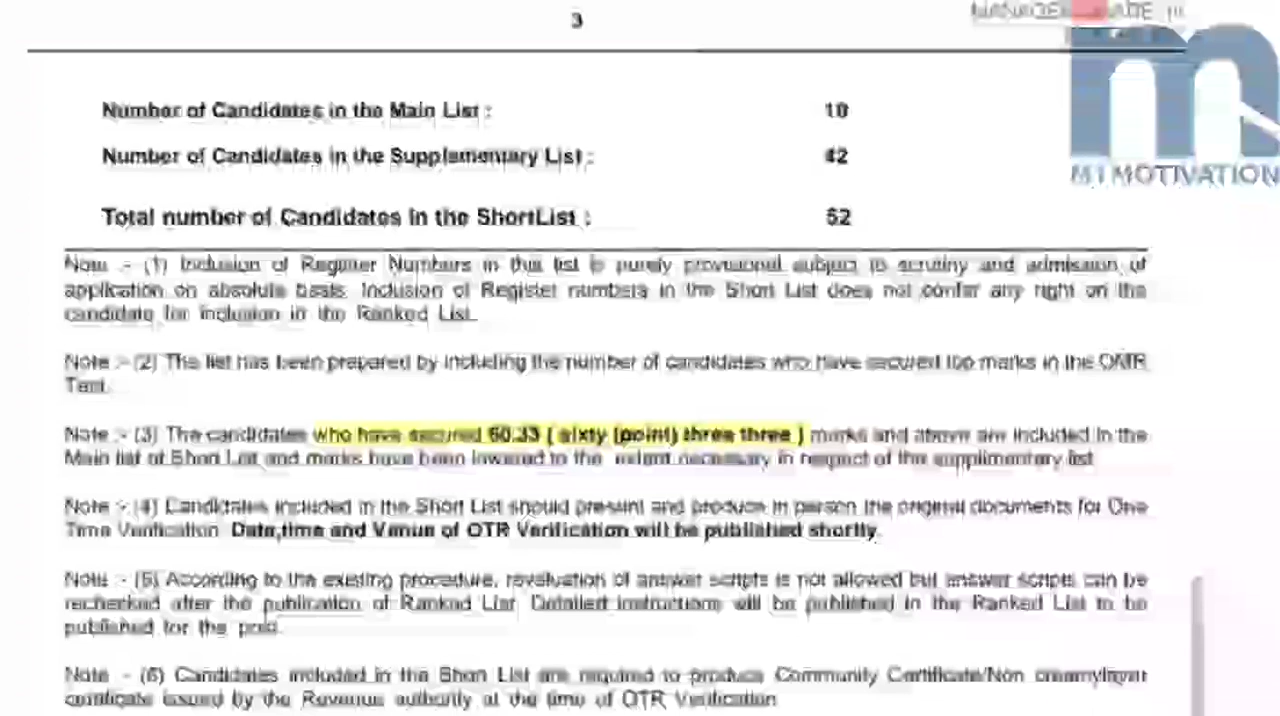 3
Number of Candidates in the Main List :    10
Number of Candidates in the Supplementary List :    42
Total number of Candidates in the ShortList :    52
Note :- (1) Inclusion of Register Numbers in this list is purely provisional subject to scrutiny and admission of
application on absolute basis. Inclusion of Register numbers in the Short List does not confer any right on the
candidate for inclusion in the Ranked List.
Note :- (2) The list has been prepared by including the number of candidates who have secured top marks in the OMR
Test.
Note :- (3) The candidates who have secured 60.33 ( sixty (point) three three ) marks and above are included in the
Main list of Short List and marks have been lowered to the extent necessary in respect of the supplimentary list
Note :- (4) Candidates included in the Short List should present and produce in person the original documents for One
Time Verification. Date,time and Venue of OTR Verification will be published shortly.
Note :- (5) According to the existing procedure, revaluation of answer scripts is not allowed but answer scripts can be
rechecked after the publication of Ranked List. Detailed instructions will be published in the Ranked List to be
published for the post.
Note :- (6) Candidates included in the Short List are required to produce Community Certificate/Non creamylayer
certificate issued by the Revenue authority at the time of OTR Verification
m
M1 MOTIVATION